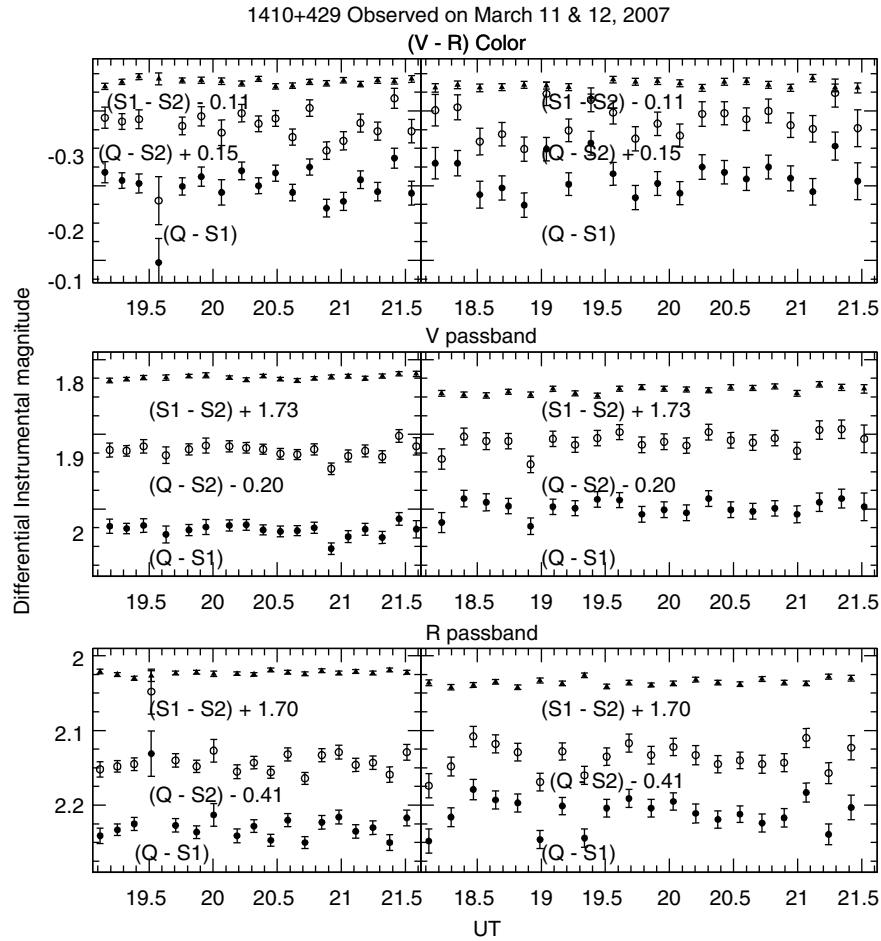 1410+429 Observed on March 11 & 12, 2007
(V - R) Color
(S1 - S2) - 0.11
(S1 - S2) - 0.11
(Q - S2) + 0.15
(Q - S2) + 0.15
-0.3
(Q - S1)
(Q - S1)
-0.2
-0.1
19.5 20 20.5 21 21.5
18.5 19 19.5 20 20.5 21 21.5
V passband
1.8
(S1 - S2) + 1.73
(S1 - S2) + 1.73
1.9
(Q - S2) - 0.20
(Q - S2) - 0.20
2
(Q - S1)
(Q - S1)
19.5 20 20.5 21 21.5
18.5 19 19.5 20 20.5 21 21.5
R passband
2
(S1 - S2) + 1.70
(S1 - S2) + 1.70
2.1
(Q - S2) - 0.41
(Q - S2) - 0.41
2.2
(Q - S1)
(Q - S1)
19.5 20 20.5 21 21.5
18.5 19 19.5 20 20.5 21 21.5
UT
Differential Instrumental magnitude